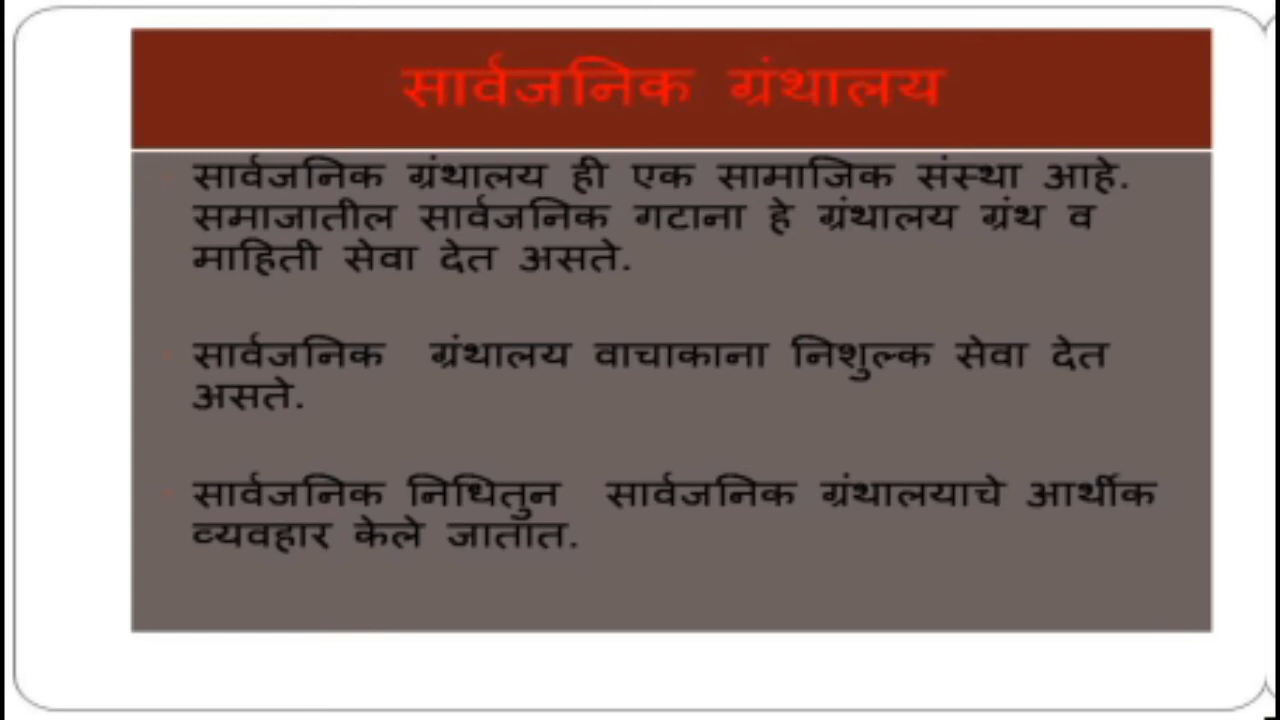 सार्वजनिक ग्रंथालय
सार्वजनिक ग्रंथालय ही एक सामाजिक संस्था आहे.
समाजातील सार्वजनिक गटाना हे ग्रंथालय ग्रंथ व
माहिती सेवा देत असते.
सार्वजनिक ग्रंथालय वाचाकाना निशुल्क सेवा देत
असते.
सार्वजनिक निधितुन सार्वजनिक ग्रंथालयाचे आर्थीक
व्यवहार केले जातात.